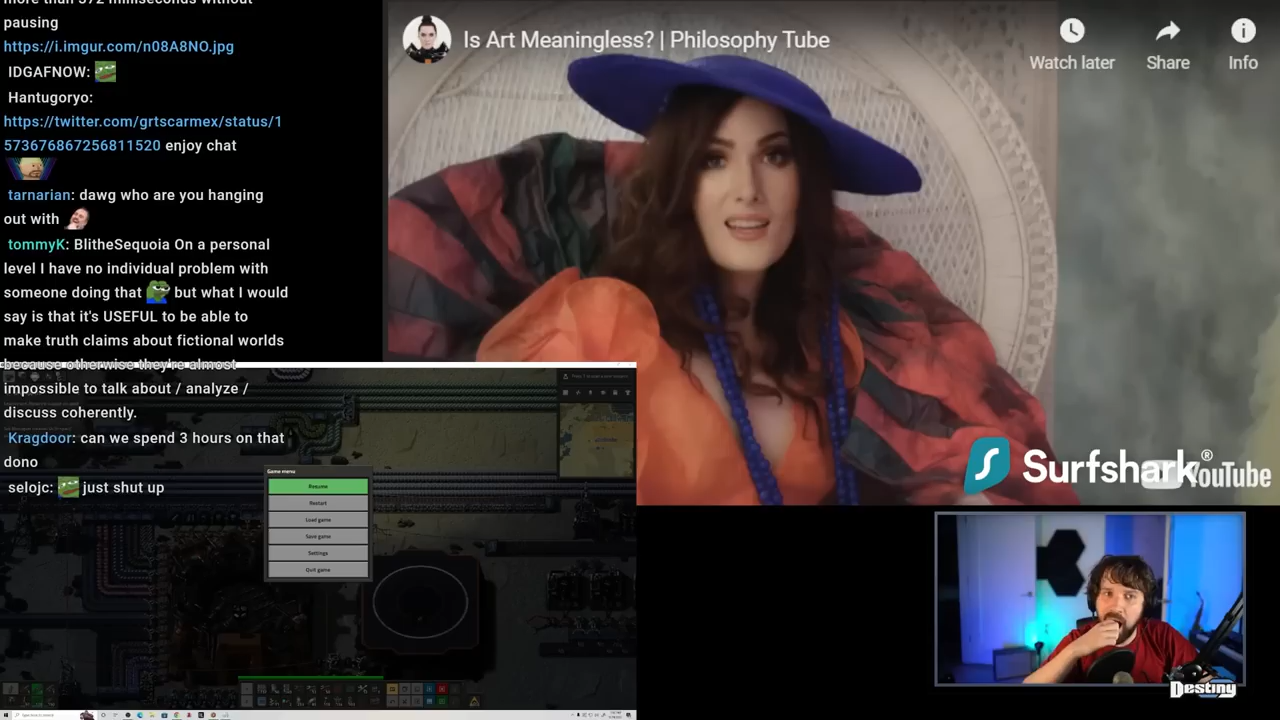 more than 372 milliseconds without
pausing
https://i.imgur.com/n08A8NO.jpg
IDGAFNOW:
Hantugoryo:
https://twitter.com/grtscarmex/status/1
573676867256811520 enjoy chat
tarnarian: dawg who are you hanging
out with
tommyK: BlitheSequoia On a personal
level I have no individual problem with
someone doing that but what I would
say is that it's USEFUL to be able to
make truth claims about fictional worlds
because otherwise they're almost
impossible to talk about / analyze /
discuss coherently.
Kragdoor: can we spend 3 hours on that
dono
selojc: just shut up
Is Art Meaningless? | Philosophy Tube
Watch later
Share
Info
Surfshark®
YouTube
Game menu
Resume
Restart
Load game
Save game
Settings
Quit game
Destiny